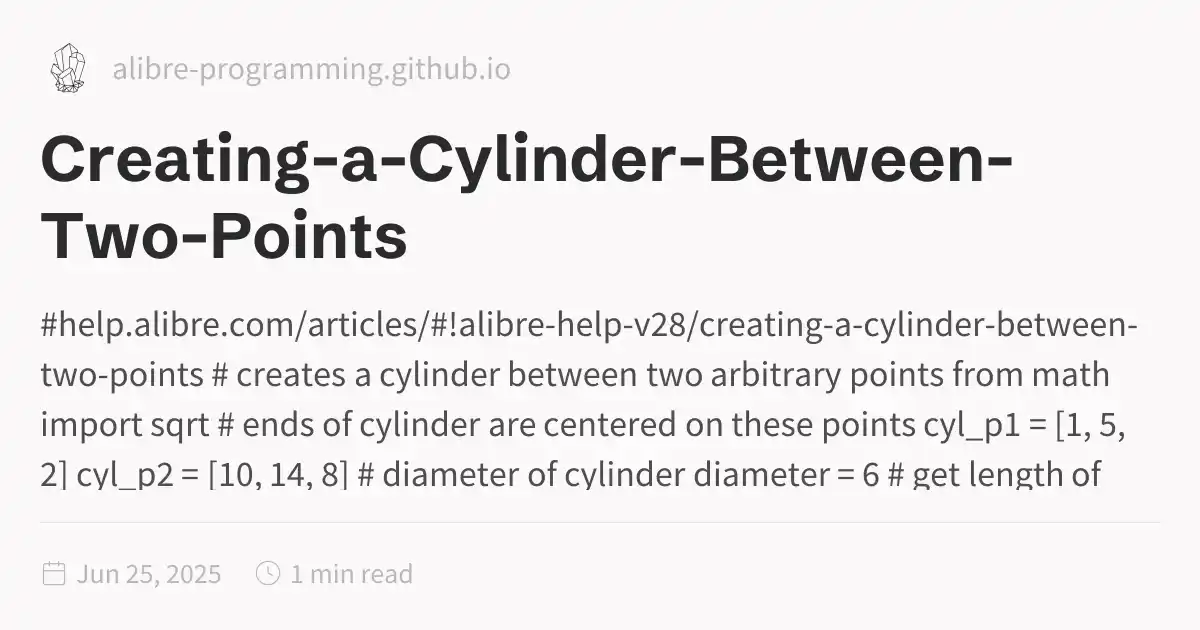 alibre-programming.github.io
Creating-a-Cylinder-Between-
Two-Points
#help.alibre.com/articles/#!alibre-help-v28/creating-a-cylinder-between-
two-points # creates a cylinder between two arbitrary points from math
import sqrt # ends of cylinder are centered on these points cyl_p1 = [1, 5,
2] cyl_p2 = [10, 14, 8] # diameter of cylinder diameter = 6 # get length of
Jun 25, 2025 1 min read